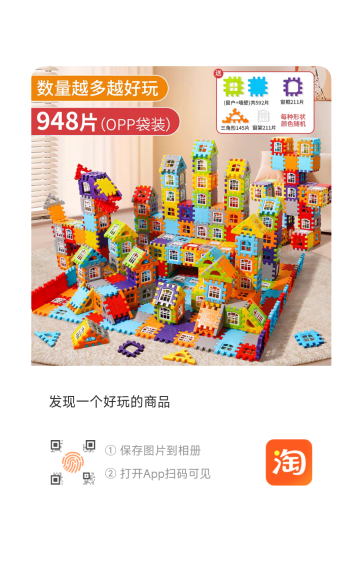 数量越多越好玩
948片(OPP袋装)
送
(窗户+墙壁)共592片
窗框211片
三角形145片
窗架211片
每种形状
颜色随机
发现一个好玩的商品
① 保存图片到相册
② 打开App扫码可见
淘